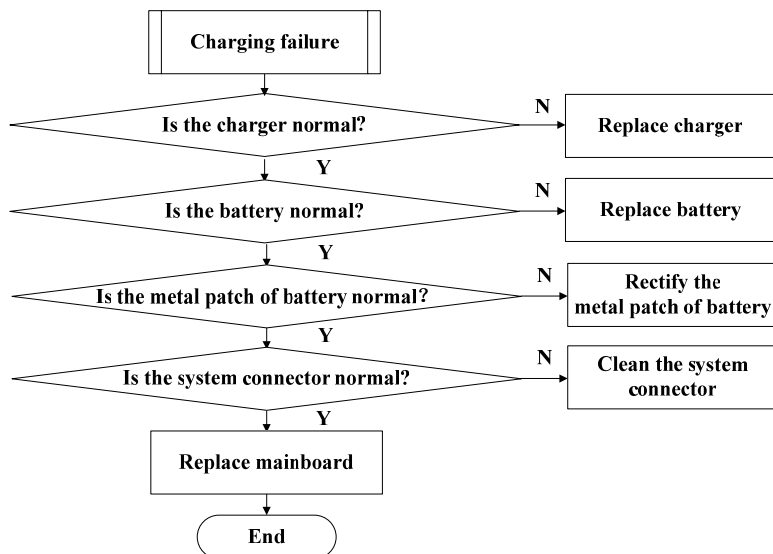 Charging failure
Is the charger normal?
N
Replace charger
Y
Is the battery normal?
N
Replace battery
Y
Is the metal patch of battery normal?
N
Rectify the
metal patch of battery
Y
Is the system connector normal?
N
Clean the system
connector
Y
Replace mainboard
End